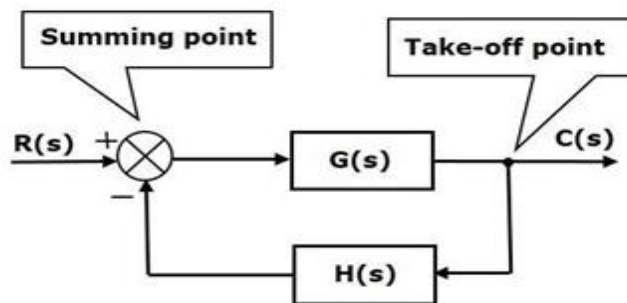 Summing point
Take-off point
R(s)
+
G(s)
C(s)
−
H(s)